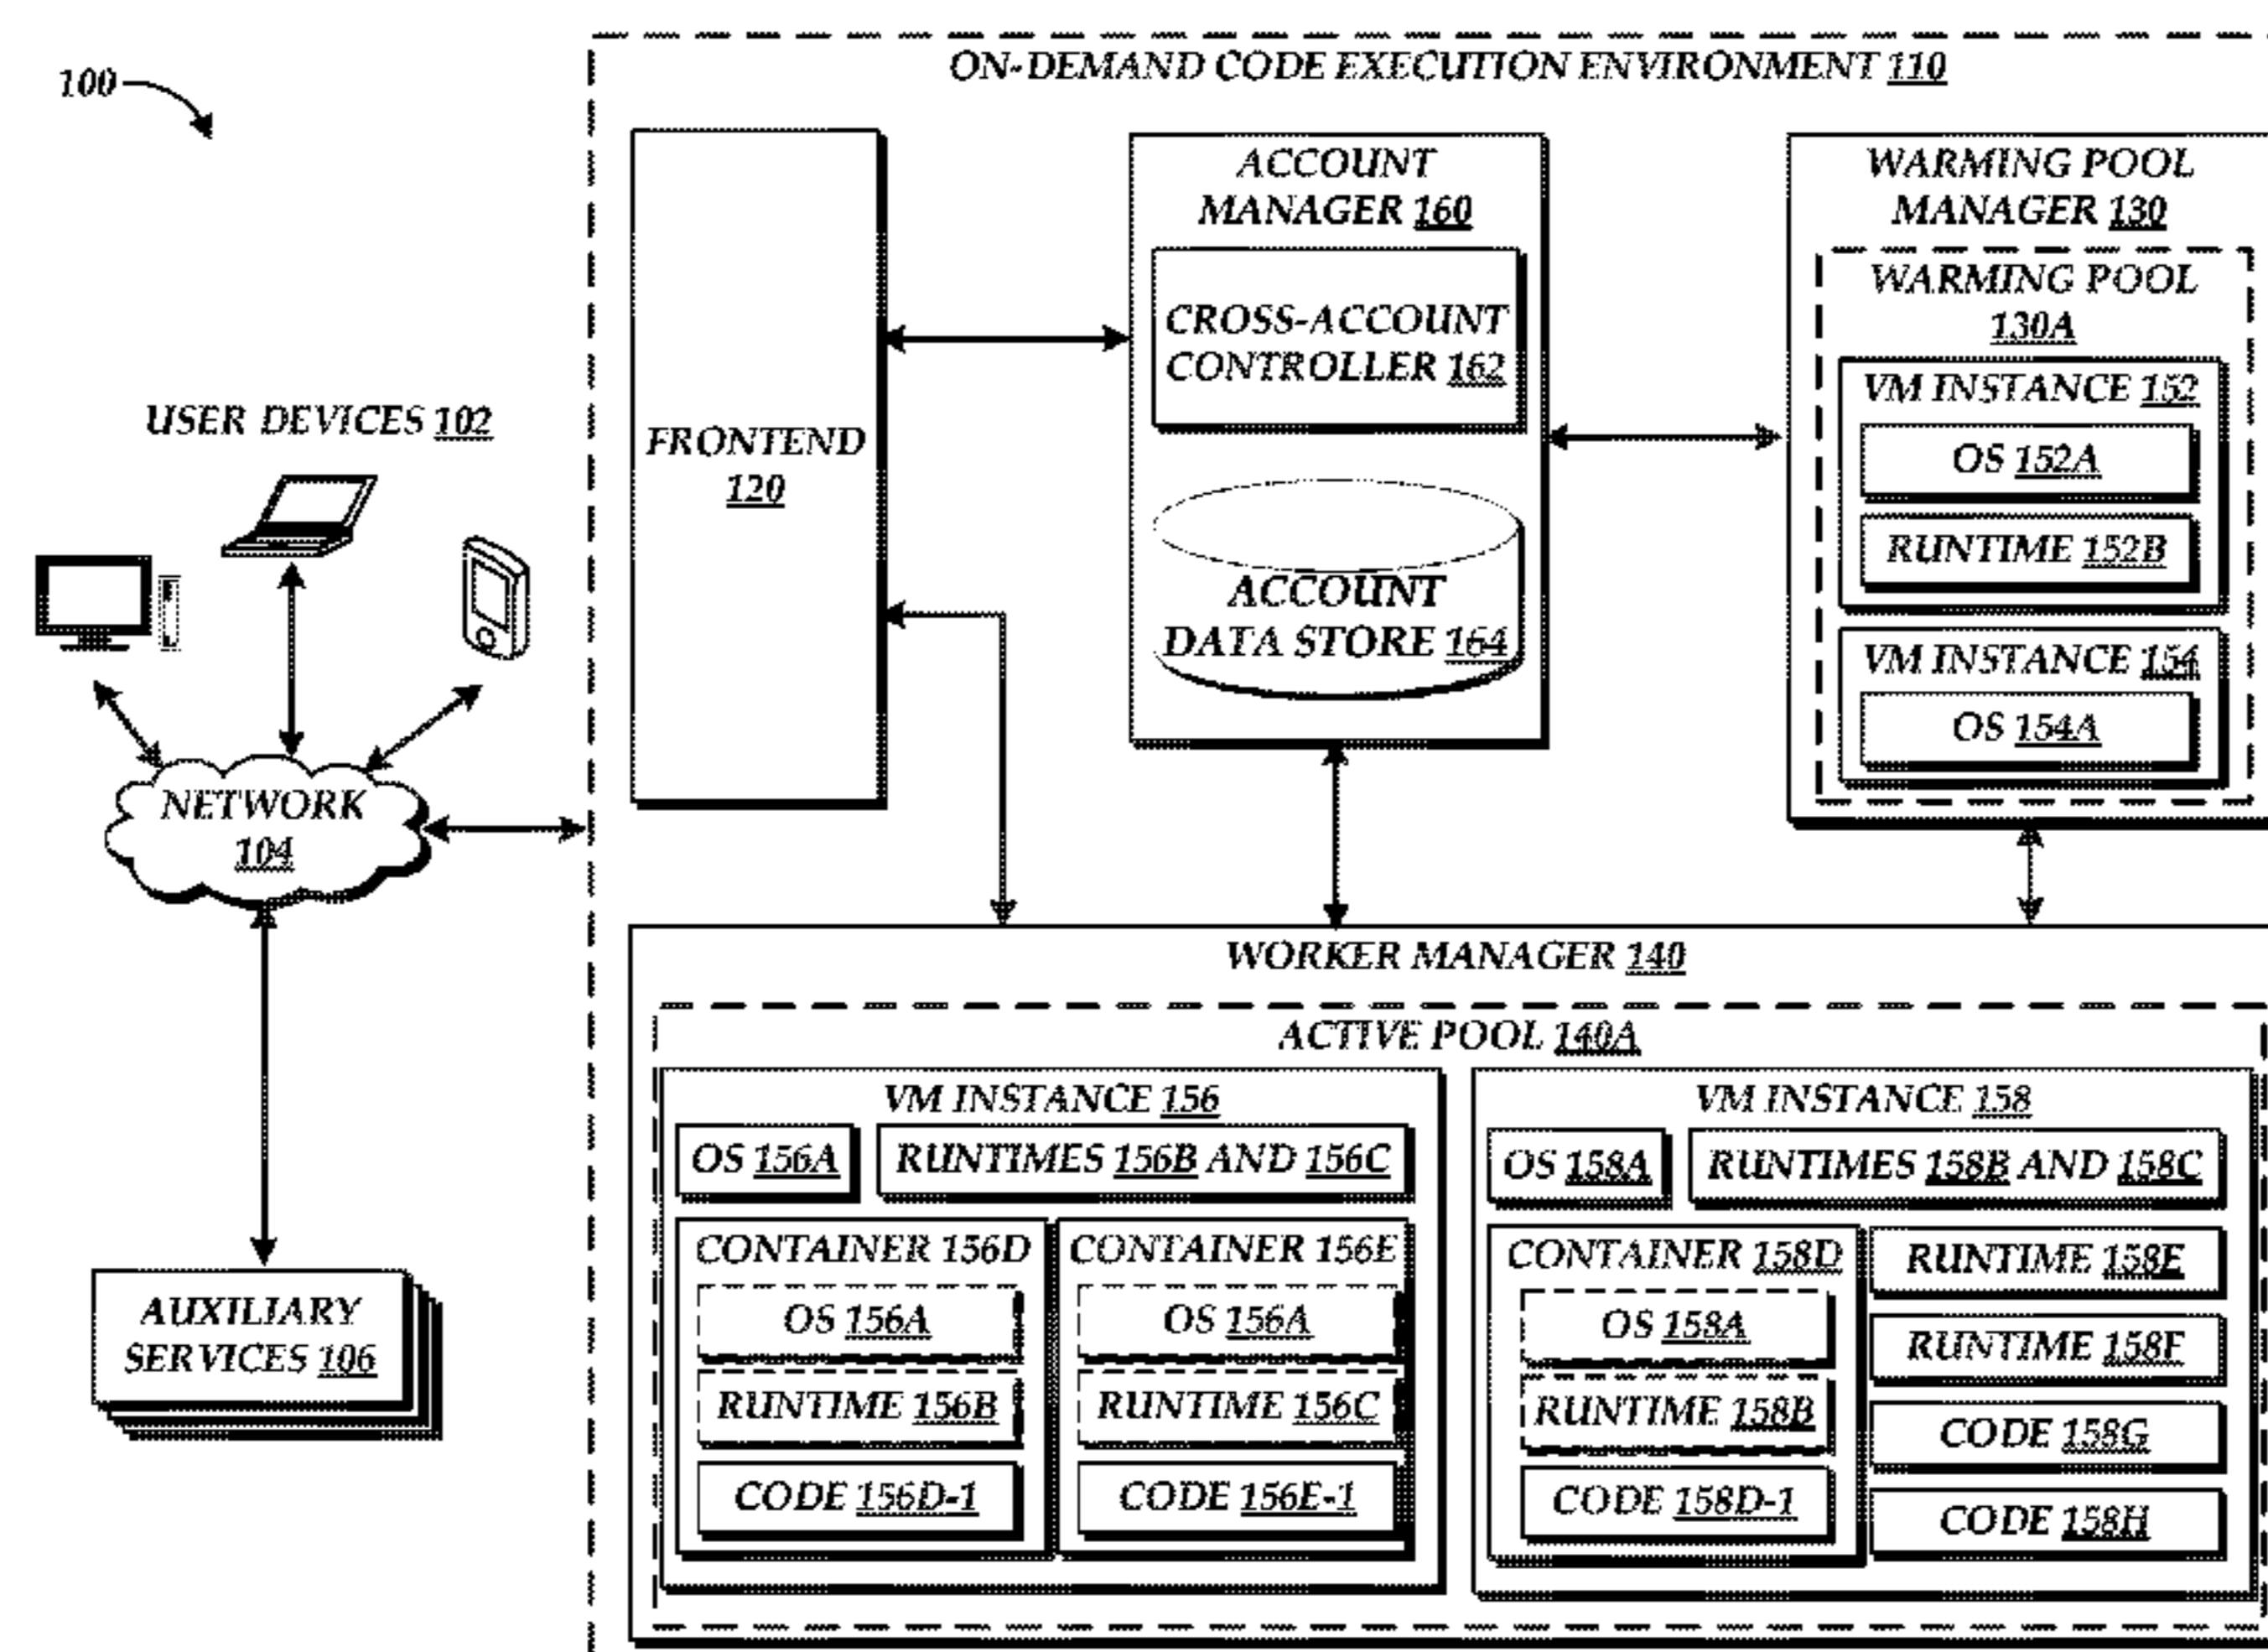 100
ON-DEMAND CODE EXECUTION ENVIRONMENT 110
USER DEVICES 102
NETWORK
104
AUXILIARY
SERVICES 106
FRONTEND
120
ACCOUNT
MANAGER 160
CROSS-ACCOUNT
CONTROLLER 162
ACCOUNT
DATA STORE 164
WARMING POOL
MANAGER 130
WARMING POOL
130A
VM INSTANCE 152
OS 152A
RUNTIME 152B
VM INSTANCE 154
OS 154A
WORKER MANAGER 140
ACTIVE POOL 140A
VM INSTANCE 156
OS 156A
RUNTIMES 156B AND 156C
CONTAINER 156D
OS 156A
RUNTIME 156B
CODE 156D-1
CONTAINER 156E
OS 156A
RUNTIME 156C
CODE 156E-1
VM INSTANCE 158
OS 158A
RUNTIMES 158B AND 158C
CONTAINER 158D
OS 158A
RUNTIME 158B
CODE 158D-1
RUNTIME 158E
RUNTIME 158F
CODE 158G
CODE 158H